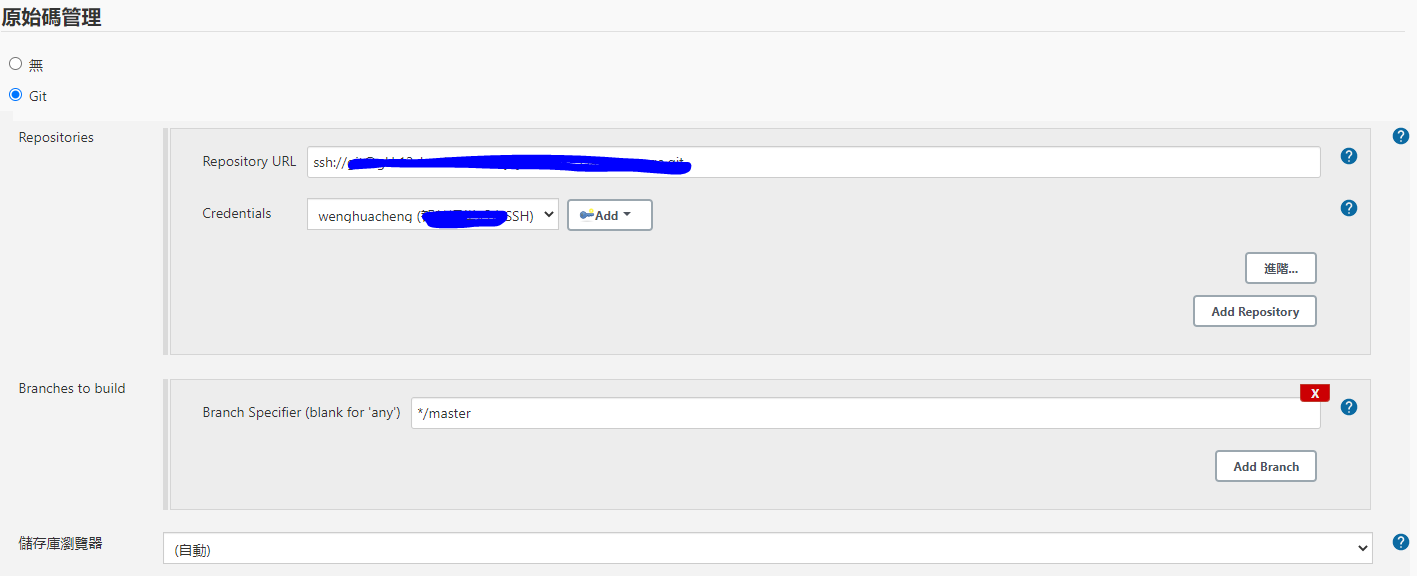 原始碼管理
無
Git
Repositories
Repository URL ssh://
Credentials wenghuacheng ( SSH) Add
進階...
Add Repository
Branches to build
X
Branch Specifier (blank for 'any') */master
Add Branch
儲存庫瀏覽器 (自動)